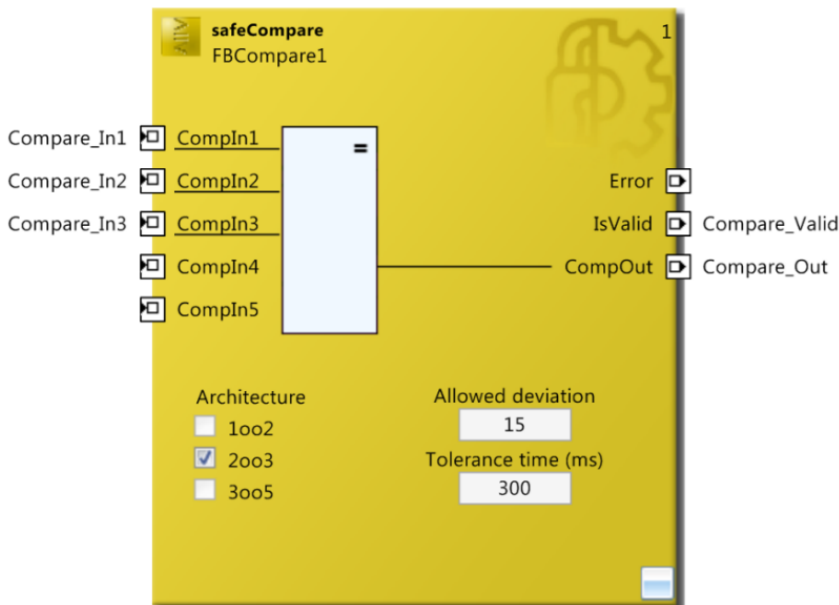 safeCompare
1
FBCompare1
Compare_In1 CompIn1 =
Compare_In2 CompIn2
Error
Compare_In3 CompIn3
IsValid Compare_Valid
CompIn4
CompOut Compare_Out
CompIn5
Architecture
Allowed deviation
1oo2
15
2oo3
Tolerance time (ms)
3oo5
300